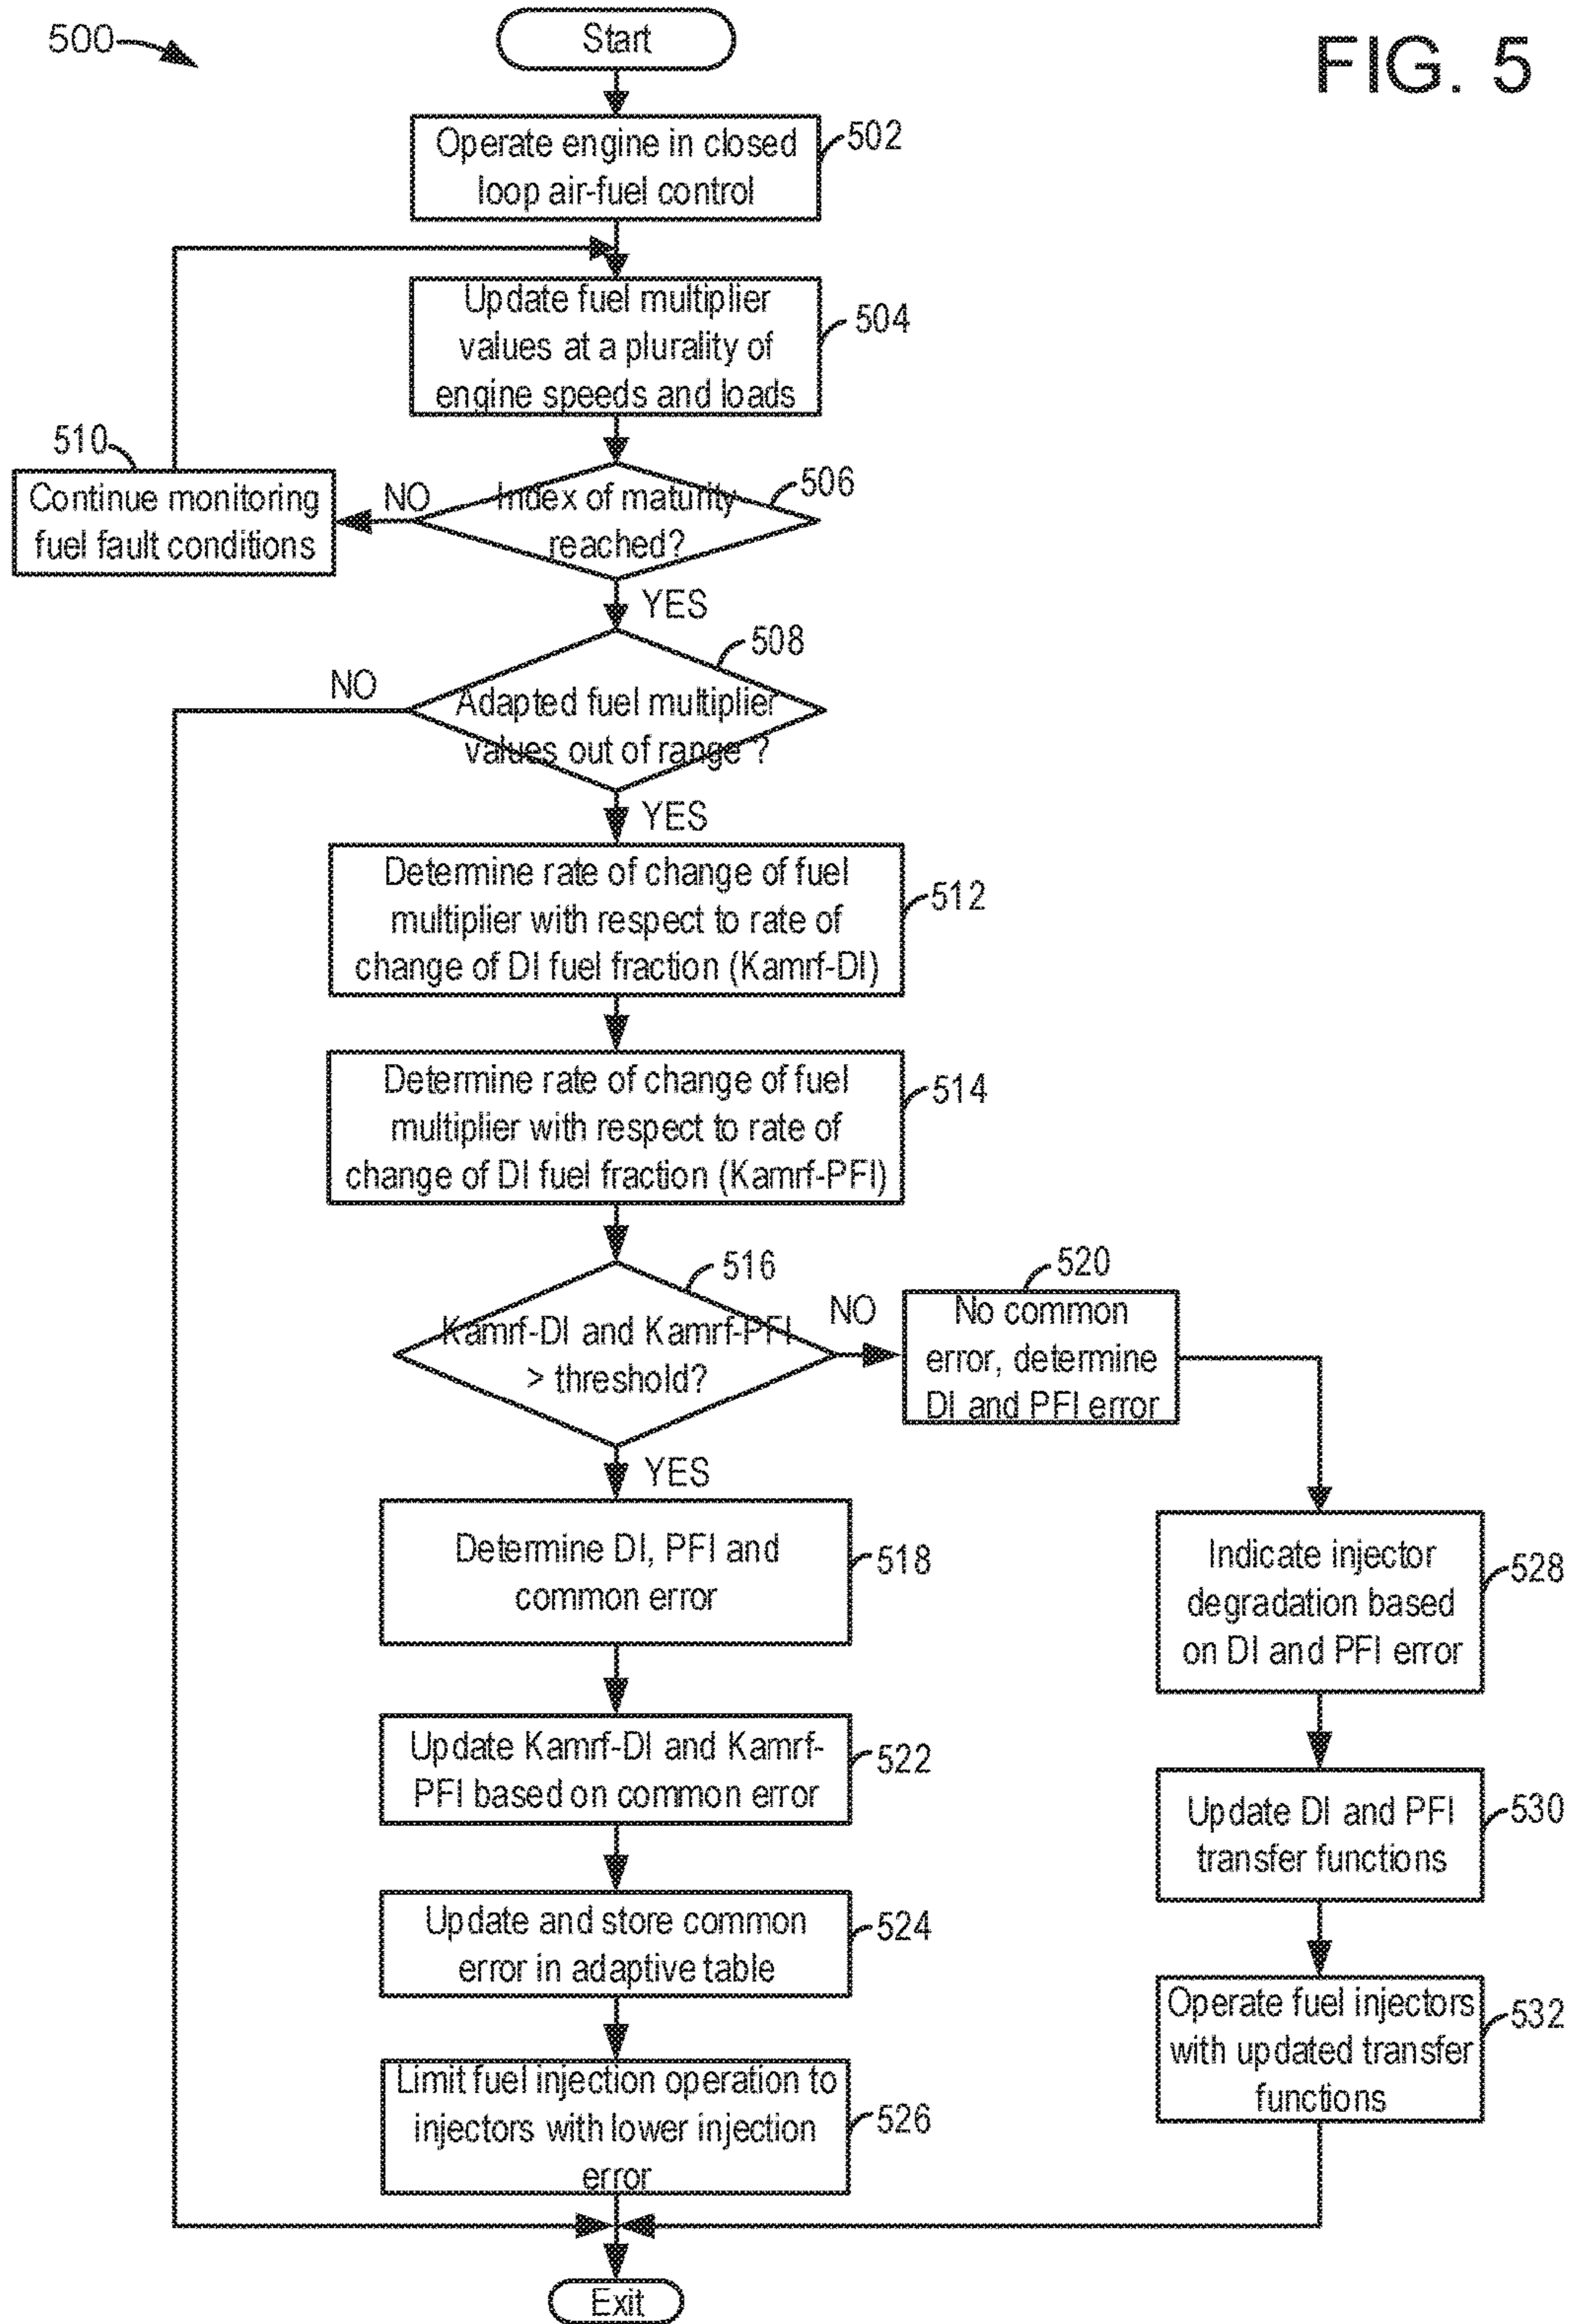 500
Start
FIG. 5
Operate engine in closed
loop air-fuel control
502
Update fuel multiplier
values at a plurality of
engine speeds and loads
504
510
Continue monitoring
fuel fault conditions
NO
Index of maturity
reached?
506
YES
508
NO
Adapted fuel multiplier
values out of range ?
YES
Determine rate of change of fuel
multiplier with respect to rate of
change of DI fuel fraction (Kamrf-DI)
512
Determine rate of change of fuel
multiplier with respect to rate of
change of DI fuel fraction (Kamrf-PFI)
514
516
Kamrf-DI and Kamrf-PFI
> threshold?
NO
520
No common
error, determine
DI and PFI error
YES
Determine DI, PFI and
common error
518
Indicate injector
degradation based
on DI and PFI error
528
Update Kamrf-DI and Kamrf-
PFI based on common error
522
Update DI and PFI
transfer functions
530
Update and store common
error in adaptive table
524
Operate fuel injectors
with updated transfer
functions
532
Limit fuel injection operation to
injectors with lower injection
error
526
Exit